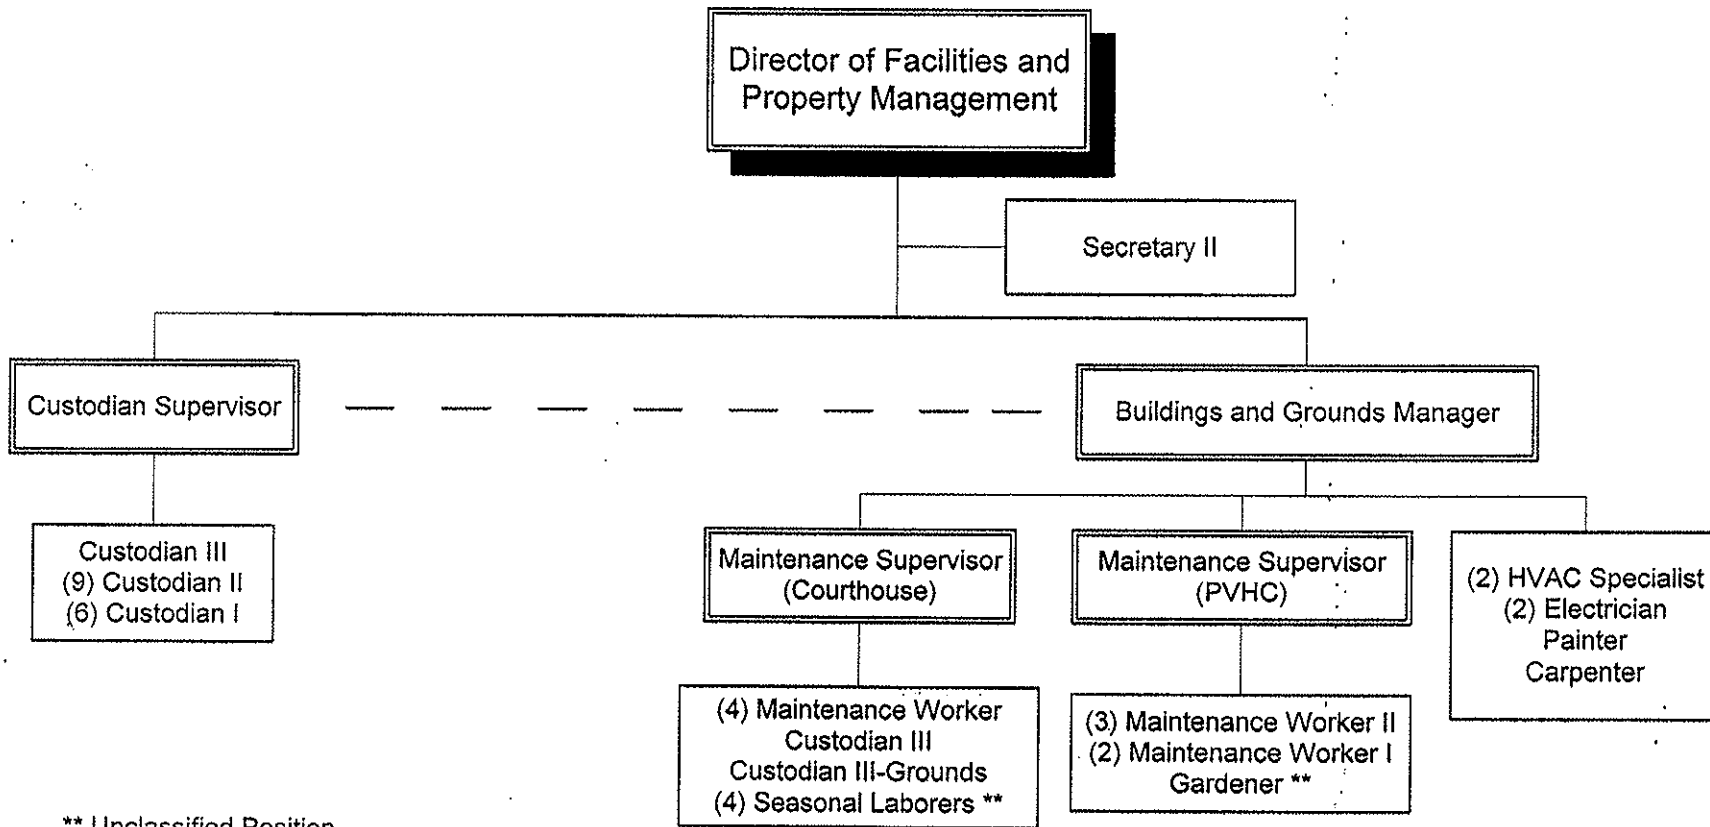 Director of Facilities and
Property Management
Secretary II
Custodian Supervisor
Buildings and Grounds Manager
Custodian III
(9) Custodian II
(6) Custodian I
Maintenance Supervisor
(Courthouse)
Maintenance Supervisor
(PVHC)
(2) HVAC Specialist
(2) Electrician
Painter
Carpenter
(4) Maintenance Worker
Custodian III
Custodian III-Grounds
(4) Seasonal Laborers **
(3) Maintenance Worker II
(2) Maintenance Worker I
Gardener **
** Unclassified Position